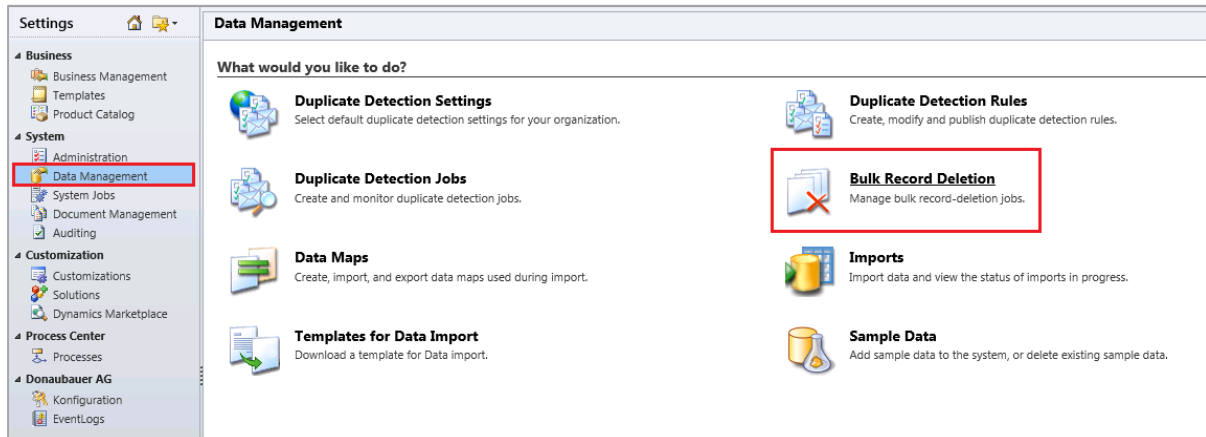 Settings
Business
Business Management
Templates
Product Catalog
System
Administration
Data Management
System Jobs
Document Management
Auditing
Customization
Customizations
Solutions
Dynamics Marketplace
Process Center
Processes
Donaubauer AG
Konfiguration
EventLogs
Data Management
What would you like to do?
Duplicate Detection Settings
Select default duplicate detection settings for your organization.
Duplicate Detection Rules
Create, modify and publish duplicate detection rules.
Duplicate Detection Jobs
Create and monitor duplicate detection jobs.
Bulk Record Deletion
Manage bulk record-deletion jobs.
Data Maps
Create, import, and export data maps used during import.
Imports
Import data and view the status of imports in progress.
Templates for Data Import
Download a template for Data import.
Sample Data
Add sample data to the system, or delete existing sample data.